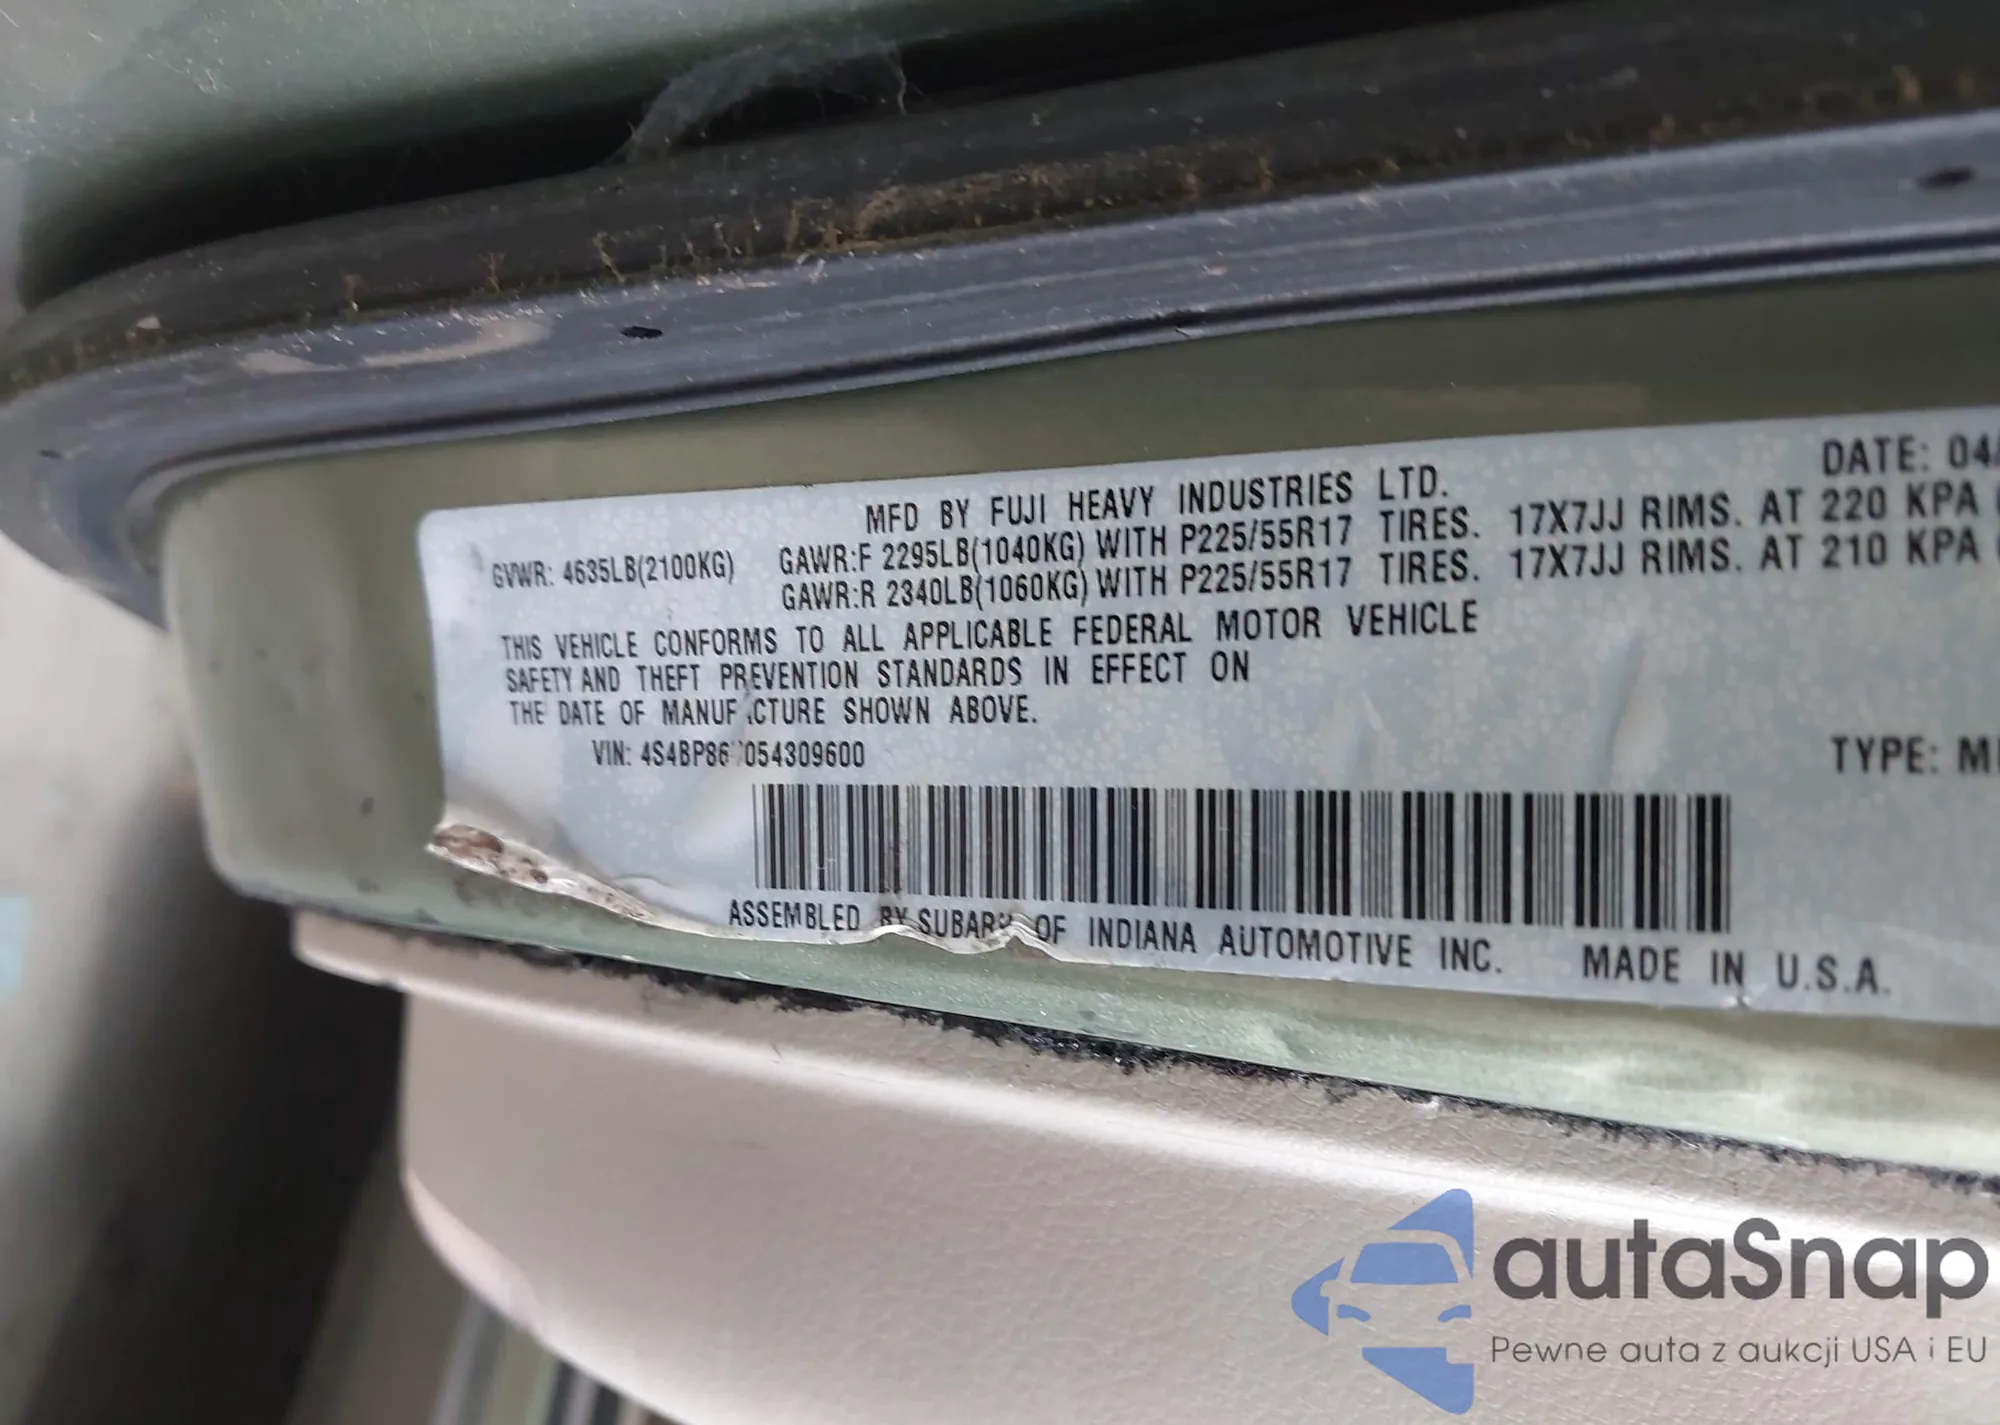 MFD BY FUJI HEAVY INDUSTRIES LTD. DATE: 04/
GVWR: 4635LB(2100KG) GAWR:F 2295LB(1040KG) WITH P225/55R17 TIRES. 17X7JJ RIMS. AT 220 KPA (
GAWR:R 2340LB(1060KG) WITH P225/55R17 TIRES. 17X7JJ RIMS. AT 210 KPA (
THIS VEHICLE CONFORMS TO ALL APPLICABLE FEDERAL MOTOR VEHICLE
SAFETY AND THEFT PREVENTION STANDARDS IN EFFECT ON
THE DATE OF MANUFACTURE SHOWN ABOVE.
VIN: TYPE:
ASSEMBLED BY SUBARU OF INDIANA AUTOMOTIVE INC. MADE IN U.S.A.
autaSnap
Pewne auta z aukcji USA i EU